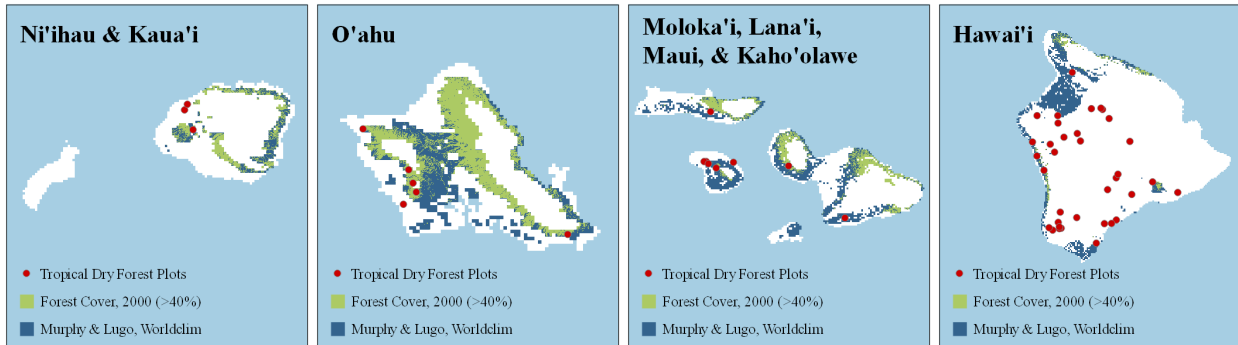 Ni'ihau & Kaua'i
Tropical Dry Forest Plots
Forest Cover, 2000 (>40%)
Murphy & Lugo, Worldclim
O'ahu
Tropical Dry Forest Plots
Forest Cover, 2000 (>40%)
Murphy & Lugo, Worldclim
Moloka'i, Lana'i,
Maui, & Kaho'olawe
Tropical Dry Forest Plots
Forest Cover, 2000 (>40%)
Murphy & Lugo, Worldclim
Hawai'i
Tropical Dry Forest Plots
Forest Cover, 2000 (>40%)
Murphy & Lugo, Worldclim